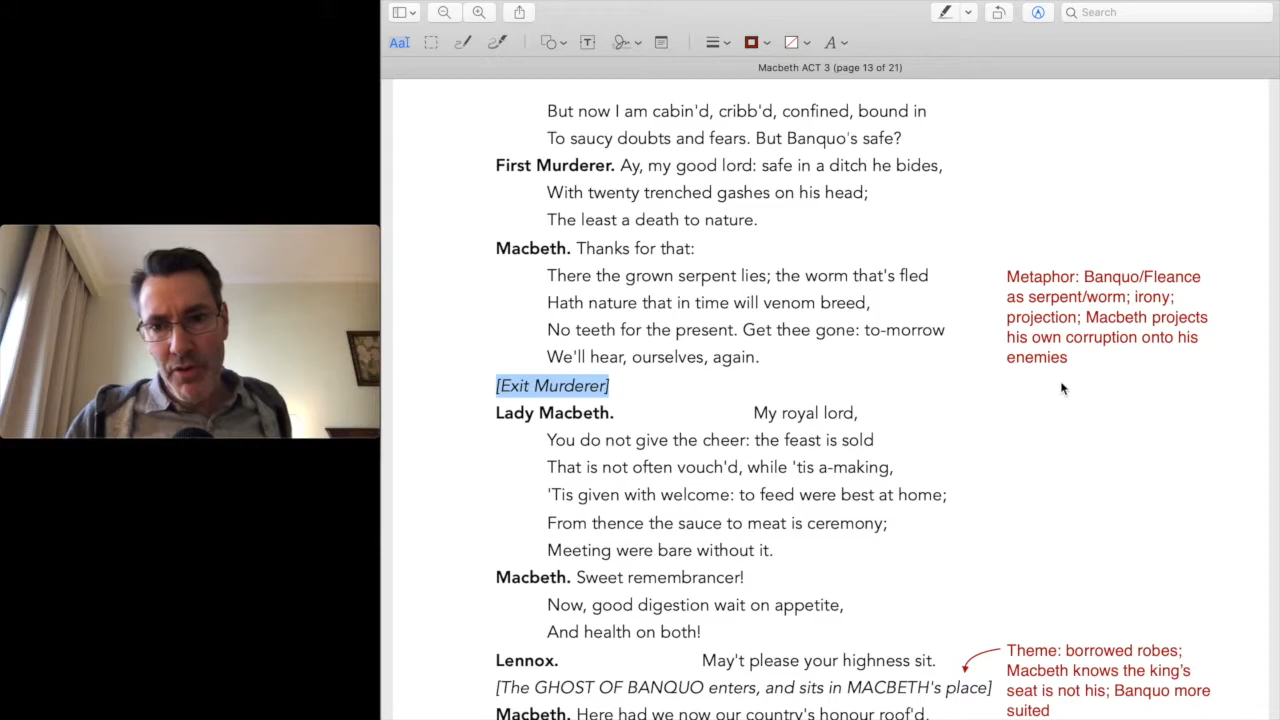 Search
AaI
T
A
Macbeth ACT 3 (page 13 of 21)
But now I am cabin'd, cribb'd, confined, bound in
To saucy doubts and fears. But Banquo's safe?
First Murderer. Ay, my good lord: safe in a ditch he bides,
With twenty trenched gashes on his head;
The least a death to nature.
Macbeth. Thanks for that:
There the grown serpent lies; the worm that's fled
Hath nature that in time will venom breed,
No teeth for the present. Get thee gone: to-morrow
We'll hear, ourselves, again.
[Exit Murderer]
Lady Macbeth. My royal lord,
You do not give the cheer: the feast is sold
That is not often vouch'd, while 'tis a-making,
'Tis given with welcome: to feed were best at home;
From thence the sauce to meat is ceremony;
Meeting were bare without it.
Macbeth. Sweet remembrancer!
Now, good digestion wait on appetite,
And health on both!
Lennox. May't please your highness sit.
[The GHOST OF BANQUO enters, and sits in MACBETH's place]
Macbeth. Here had we now our country's honour roof'd,
Metaphor: Banquo/Fleance
as serpent/worm; irony;
projection; Macbeth projects
his own corruption onto his
enemies
Theme: borrowed robes;
Macbeth knows the king's
seat is not his; Banquo more
suited